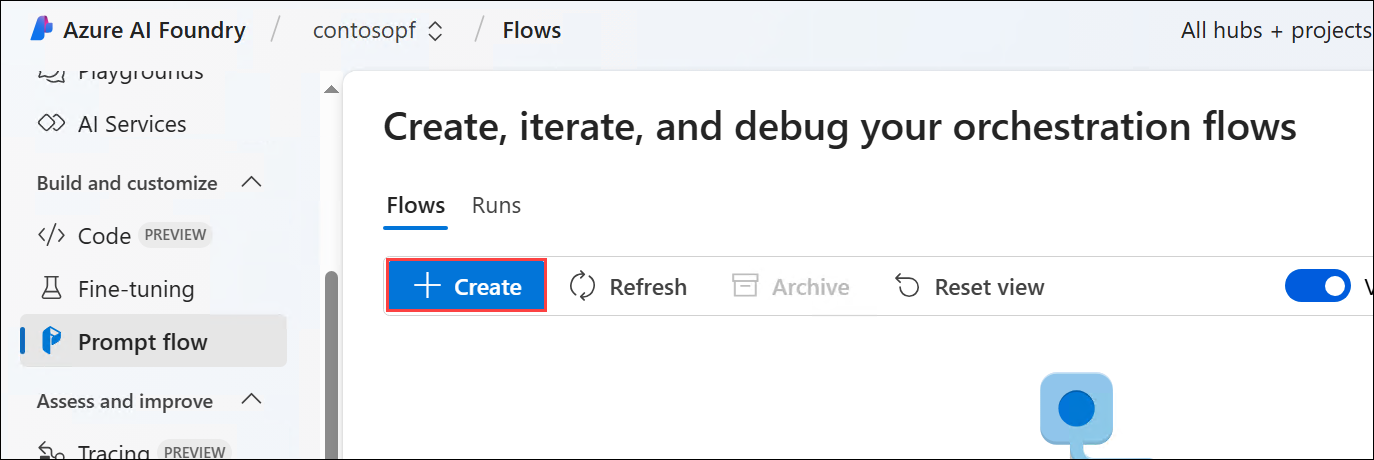 Azure AI Foundry / contosopf / Flows All hubs + projects
Playgrounds
AI Services
Build and customize
Code PREVIEW
Fine-tuning
Prompt flow
Assess and improve
Tracing PREVIEW
Create, iterate, and debug your orchestration flows
Flows Runs
+ Create Refresh Archive Reset view